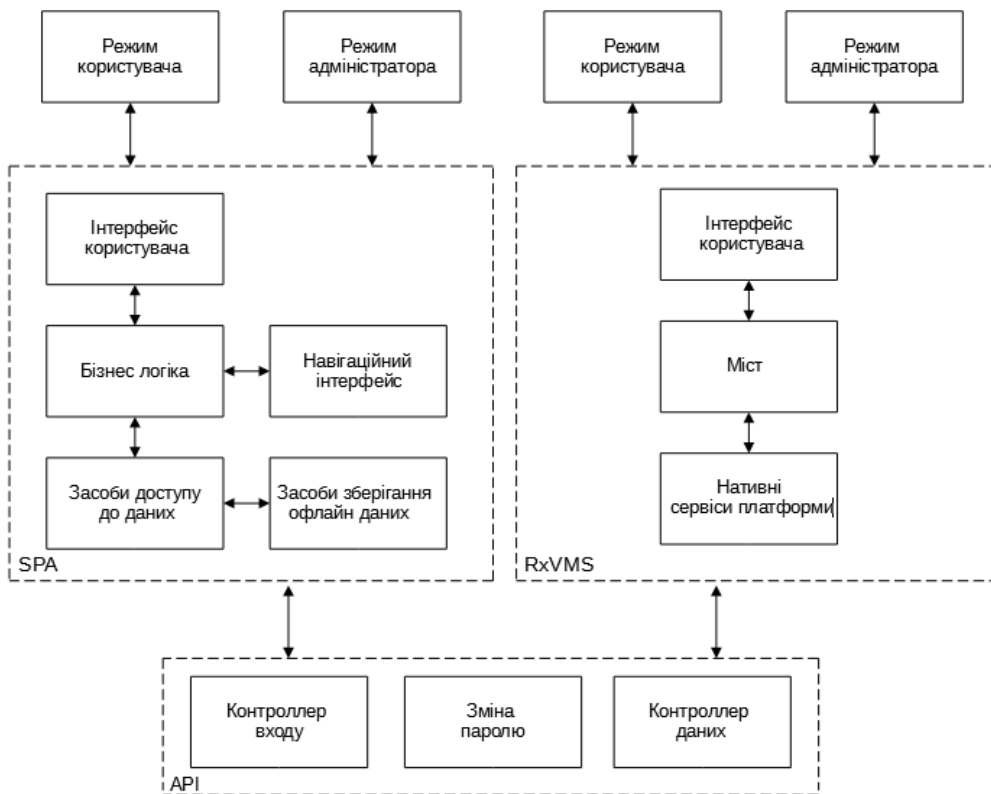 Режим
користувача
Режим
адміністратора
Режим
користувача
Режим
адміністратора
Інтерфейс
користувача
Бізнес логіка
Навігаційний
інтерфейс
Засоби доступу
до даних
Засоби зберігання
офлайн даних
SPA
Інтерфейс
користувача
Міст
Нативні
сервіси платформи
RxVMS
Контроллер
входу
Зміна
паролю
Контроллер
даних
API